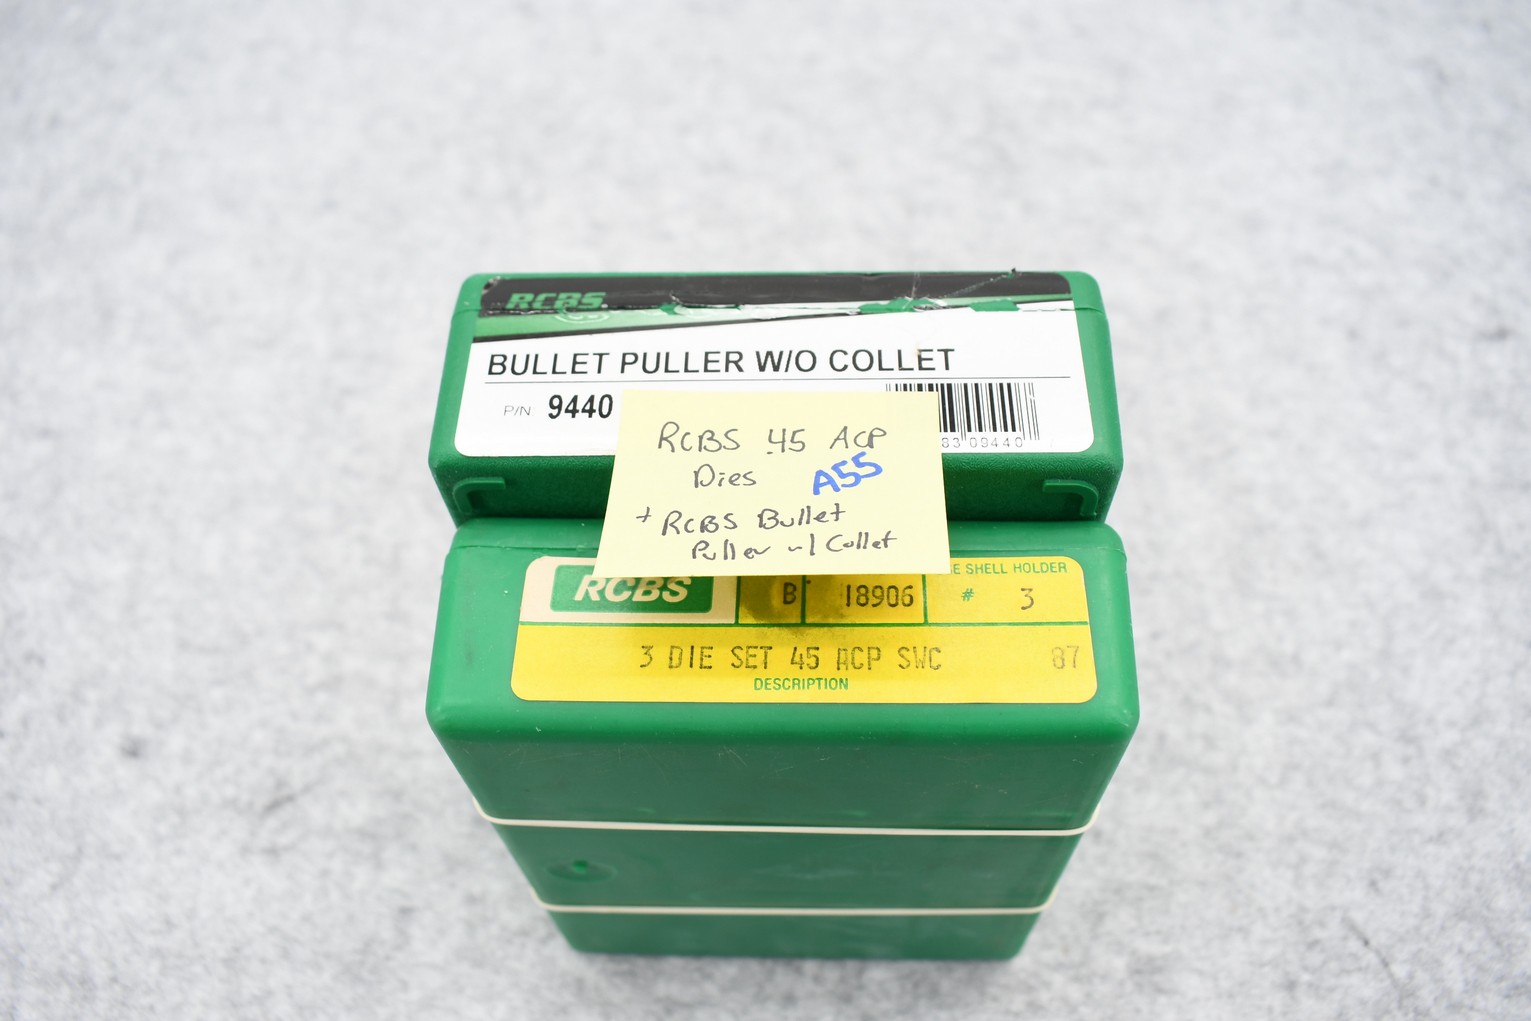 RCBS
BULLET PULLER W/O COLLET
P/N 9440
83 09440
RCBS .45 ACP
Dies A55
+ RCBS Bullet
Puller w/ Collet
RCBS B 18906 SHELL HOLDER # 3
3 DIE SET 45 ACP SWC 87
DESCRIPTION